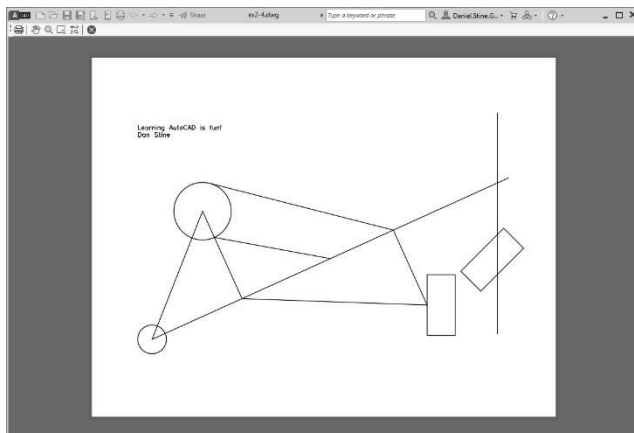 Share
ex2-4.dwg
Type a keyword or phrase
Daniel.Stine.G...
Learning AutoCAD is fun!
Dan Stine